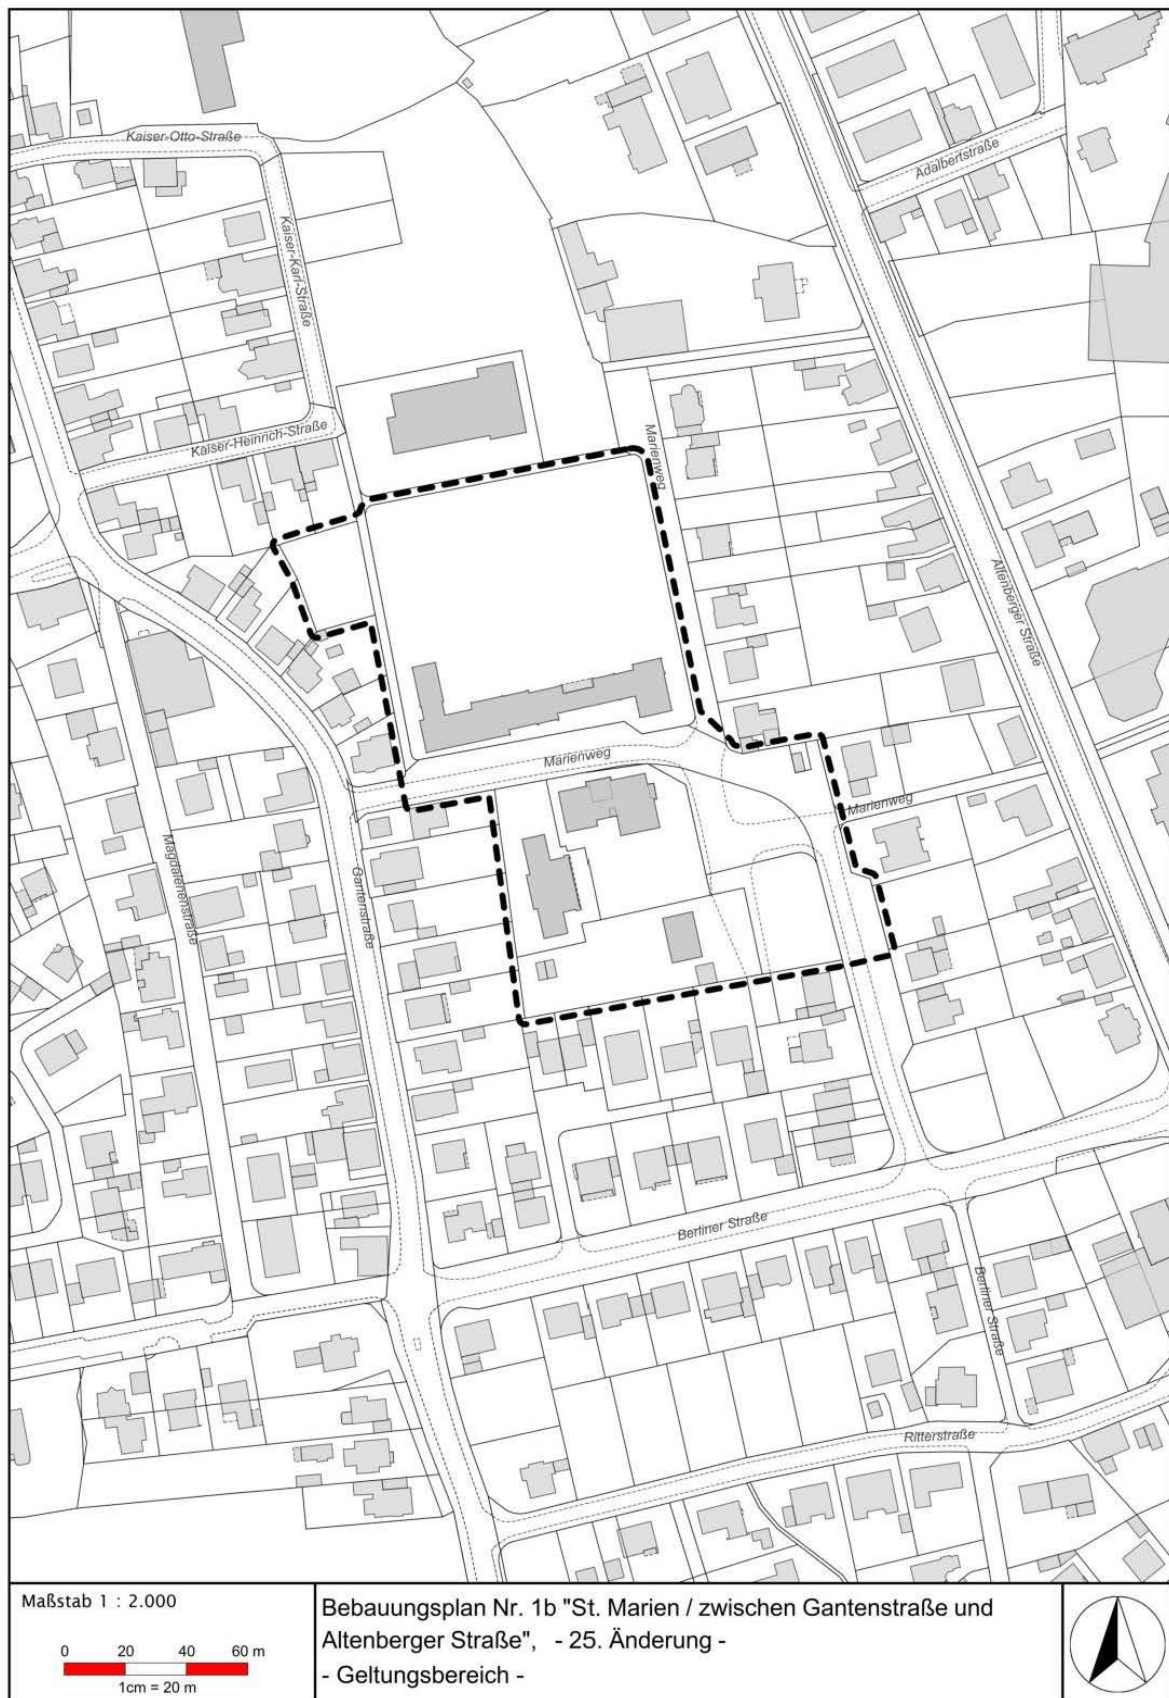 Kaiser-Otto-Straße
Adalbertstraße
Kaiser-Karl-Straße
Kaiser-Heinrich-Straße
Marienweg
Altenberger Straße
Marienweg
Marienweg
Magdalenenstraße
Gantenstraße
Berliner Straße
Berliner Straße
Ritterstraße
Maßstab 1 : 2.000
0 20 40 60 m
1cm = 20 m
Bebauungsplan Nr. 1b "St. Marien / zwischen Gantenstraße und
Altenberger Straße", - 25. Änderung -
- Geltungsbereich -